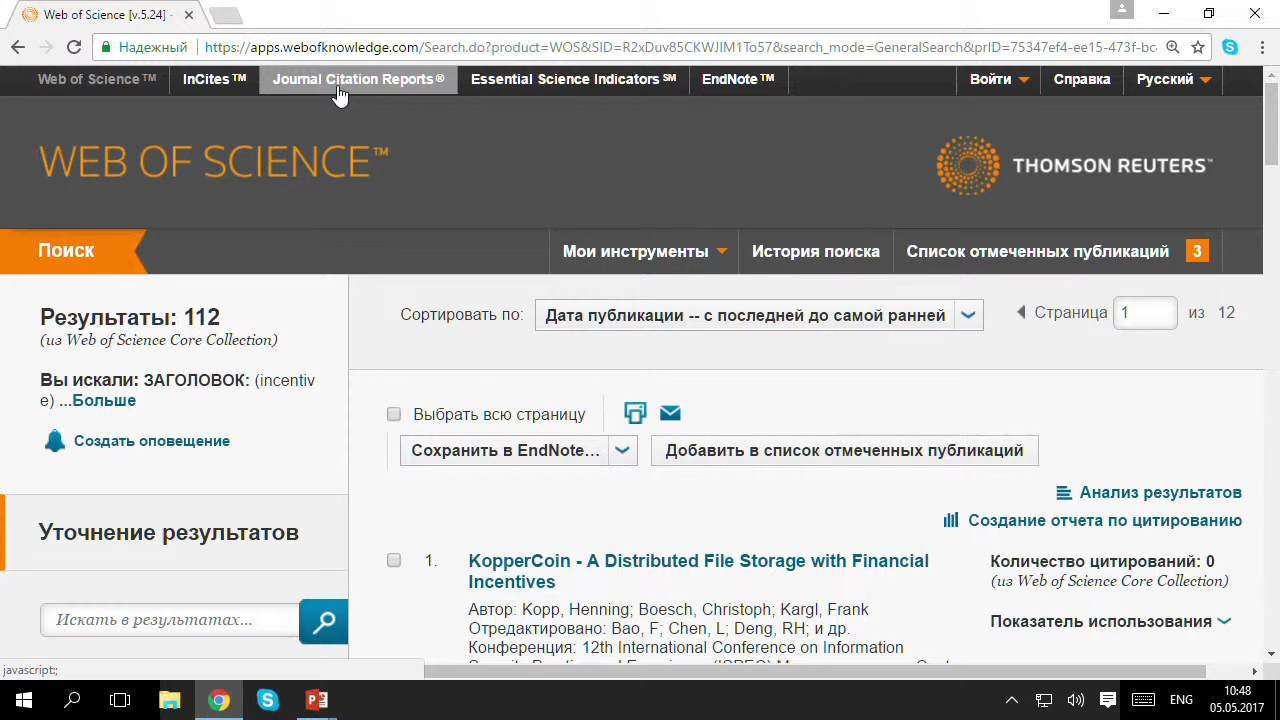 Web of Science [v.5.24] -
Надежный
https://apps.webofknowledge.com/Search.do?product=WOS&SID=R2xDuv85CKWJIM1To57&search_mode=GeneralSearch&prID=75347ef4-ee15-473f-bc
Web of Science™
InCites™
Journal Citation Reports®
Essential Science Indicators℠
EndNote™
Войти
Справка
Русский
WEB OF SCIENCE™
THOMSON REUTERS™
Поиск
Мои инструменты
История поиска
Список отмеченных публикаций 3
Результаты: 112
(из Web of Science Core Collection)
Вы искали: ЗАГОЛОВОК: (incentiv
e) ...Больше
Создать оповещение
Уточнение результатов
Искать в результатах...
Сортировать по:
Дата публикации -- с последней до самой ранней
Страница 1 из 12
Выбрать всю страницу
Сохранить в EndNote...
Добавить в список отмеченных публикаций
Анализ результатов
Создание отчета по цитированию
1.
KopperCoin - A Distributed File Storage with Financial
Incentives
Автор: Kopp, Henning; Boesch, Christoph; Kargl, Frank
Отредактировано: Bao, F; Chen, L; Deng, RH; и др.
Конференция: 12th International Conference on Information
Количество цитирований: 0
(из Web of Science Core Collection)
Показатель использования
javascript:;
ENG
10:48
05.05.2017